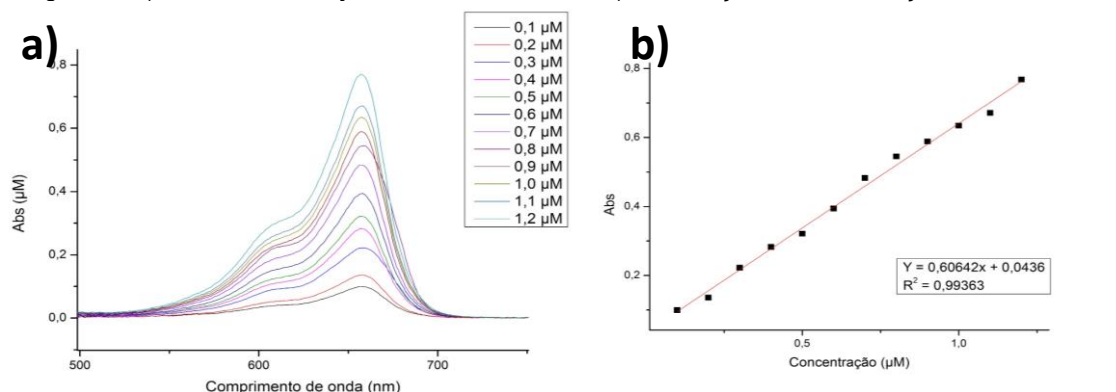 a)
0,8
0,6
0,4
0,2
0,0
Abs (µM)
500
600
700
Comprimento de onda (nm)
0,1 µM
0,2 µM
0,3 µM
0,4 µM
0,5 µM
0,6 µM
0,7 µM
0,8 µM
0,9 µM
1,0 µM
1,1 µM
1,2 µM
b)
0,8
0,6
0,4
0,2
Abs
0,5
1,0
Concentração (µM)
Y = 0,60642x + 0,0436
R² = 0,99363